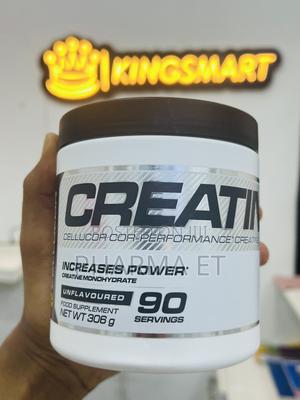 KINGSMART
CREATIN
CELLUCOR COR-PERFORMANCE® CREATINE
PHARMA ET
INCREASES POWER*
CREATINE MONOHYDRATE
UNFLAVOURED
FOOD SUPPLEMENT
NET WT 306 g
90
SERVINGS